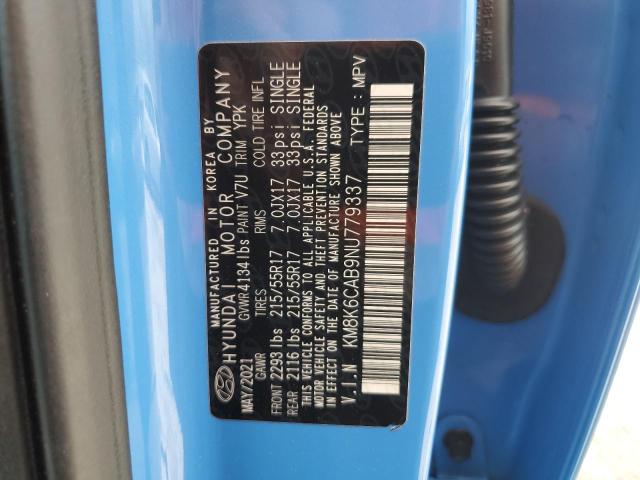 MANUFACTURED IN KOREA BY
HYUNDAI MOTOR COMPANY
MAY/2021 GVWR 4134 lbs PAINT V7U TRIM YPK
GAWR TIRES RIMS COLD TIRE INFL
FRONT 2293 lbs 215/55R17 7.0JX17 33psi SINGLE
REAR 2116 lbs 215/55R17 7.0JX17 33psi SINGLE
THIS VEHICLE CONFORMS TO ALL APPLICABLE U.S.A. FEDERAL
MOTOR VEHICLE SAFETY AND THEFT PREVENTION STANDARDS
IN EFFECT ON THE DATE OF MANUFACTURE SHOWN ABOVE
V.I.N KM8K6CAB9NU779337 TYPE : MPV